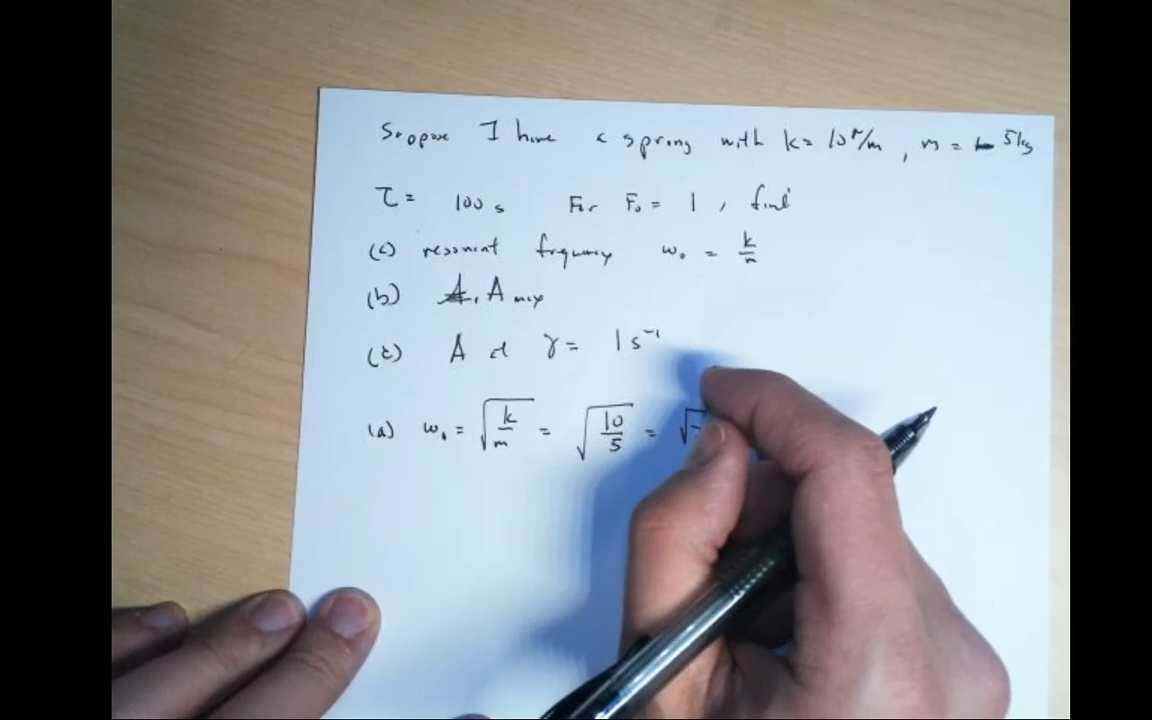 Suppose I have a spring with k = 10 N/m , m = 5 kg
τ = 100 s For F₀ = 1 , find
(a) resonant frequency ω₀ = k/m
(b) A max
(c) A at γ = 1 s⁻¹
(a) ω₀ = √(k/m) = √(10/5) = √